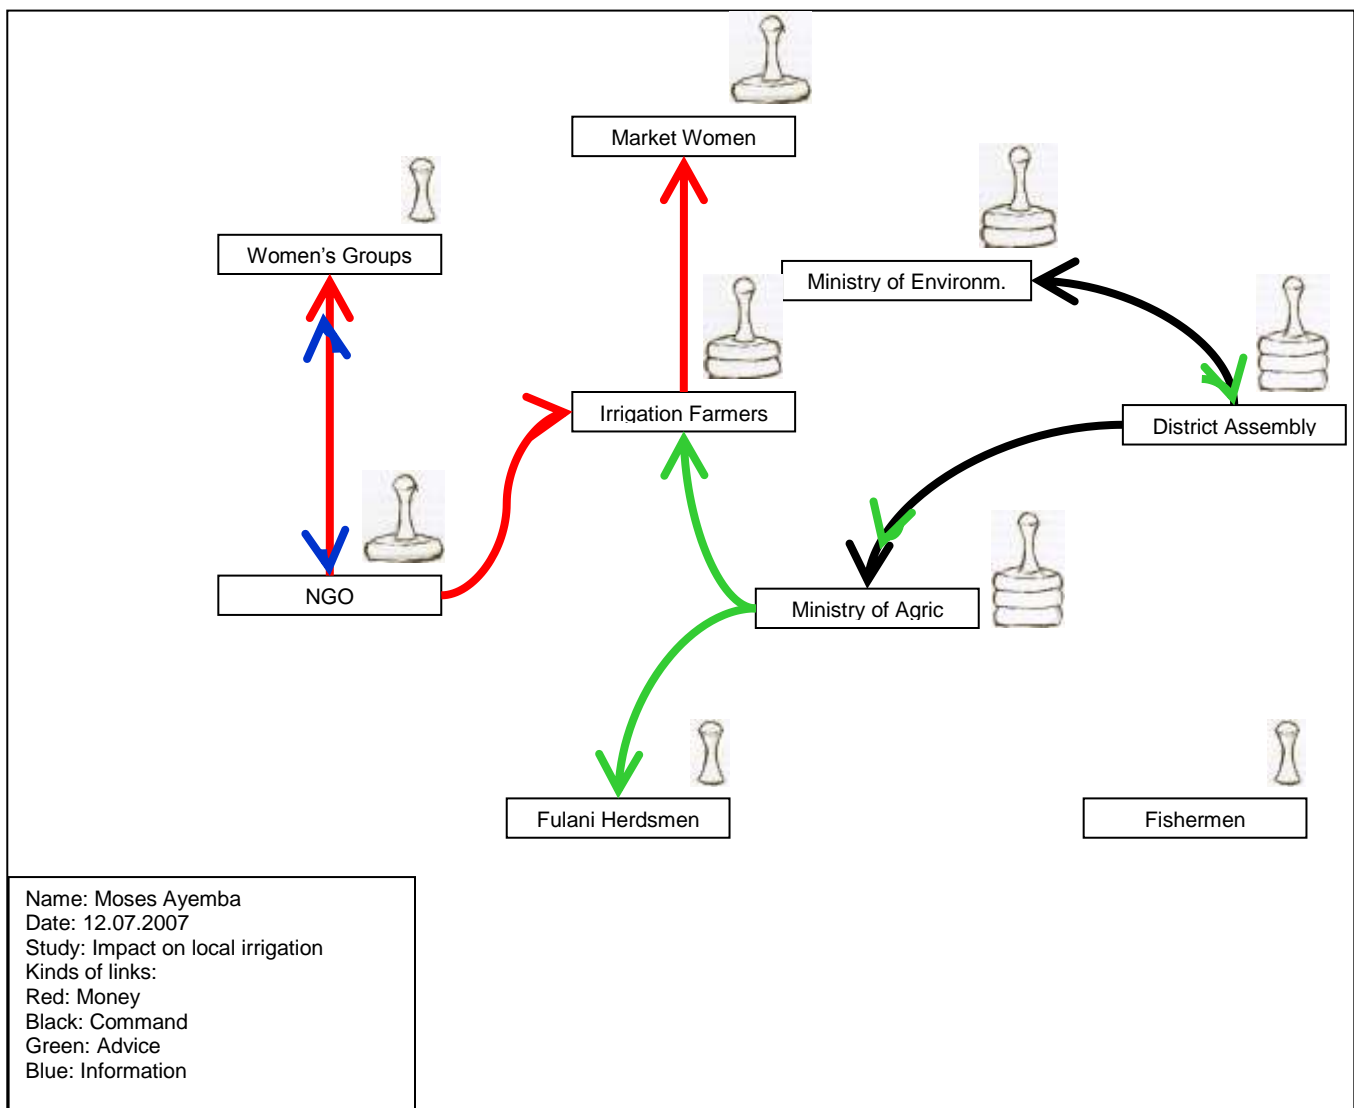 Market Women
Women's Groups
Ministry of Environm.
Irrigation Farmers
District Assembly
NGO
Ministry of Agric
Fulani Herdsmen
Fishermen
Name: Moses Ayemba
Date: 12.07.2007
Study: Impact on local irrigation
Kinds of links:
Red: Money
Black: Command
Green: Advice
Blue: Information